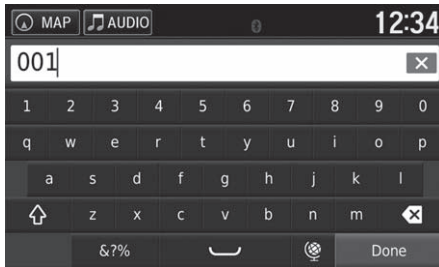 MAP AUDIO 12:34
001
1 2 3 4 5 6 7 8 9 0
q w e r t y u i o p
a s d f g h j k l
z x c v b n m
&?% Done